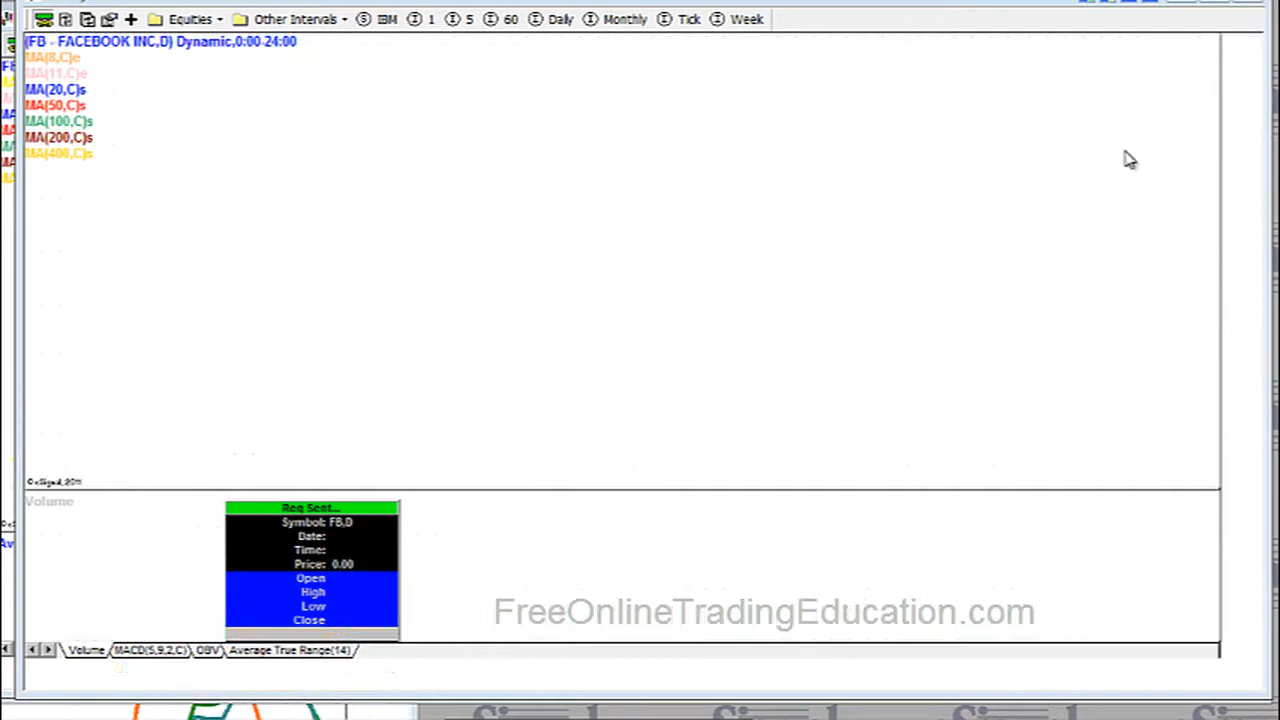 Equities Other Intervals IBM 1 5 60 Daily Monthly Tick Week
(FB - FACEBOOK INC,D) Dynamic,0:00-24:00
MA(8,C)e
MA(11,C)e
MA(20,C)s
MA(50,C)s
MA(100,C)s
MA(200,C)s
MA(400,C)s
© eSignal, 2011
Volume
Req Sent...
Symbol: FB,D
Date:
Time:
Price: 0.00
Open
High
Low
Close
FreeOnlineTradingEducation.com
Volume MACD(5,9,2,C) OBV Average True Range(14)